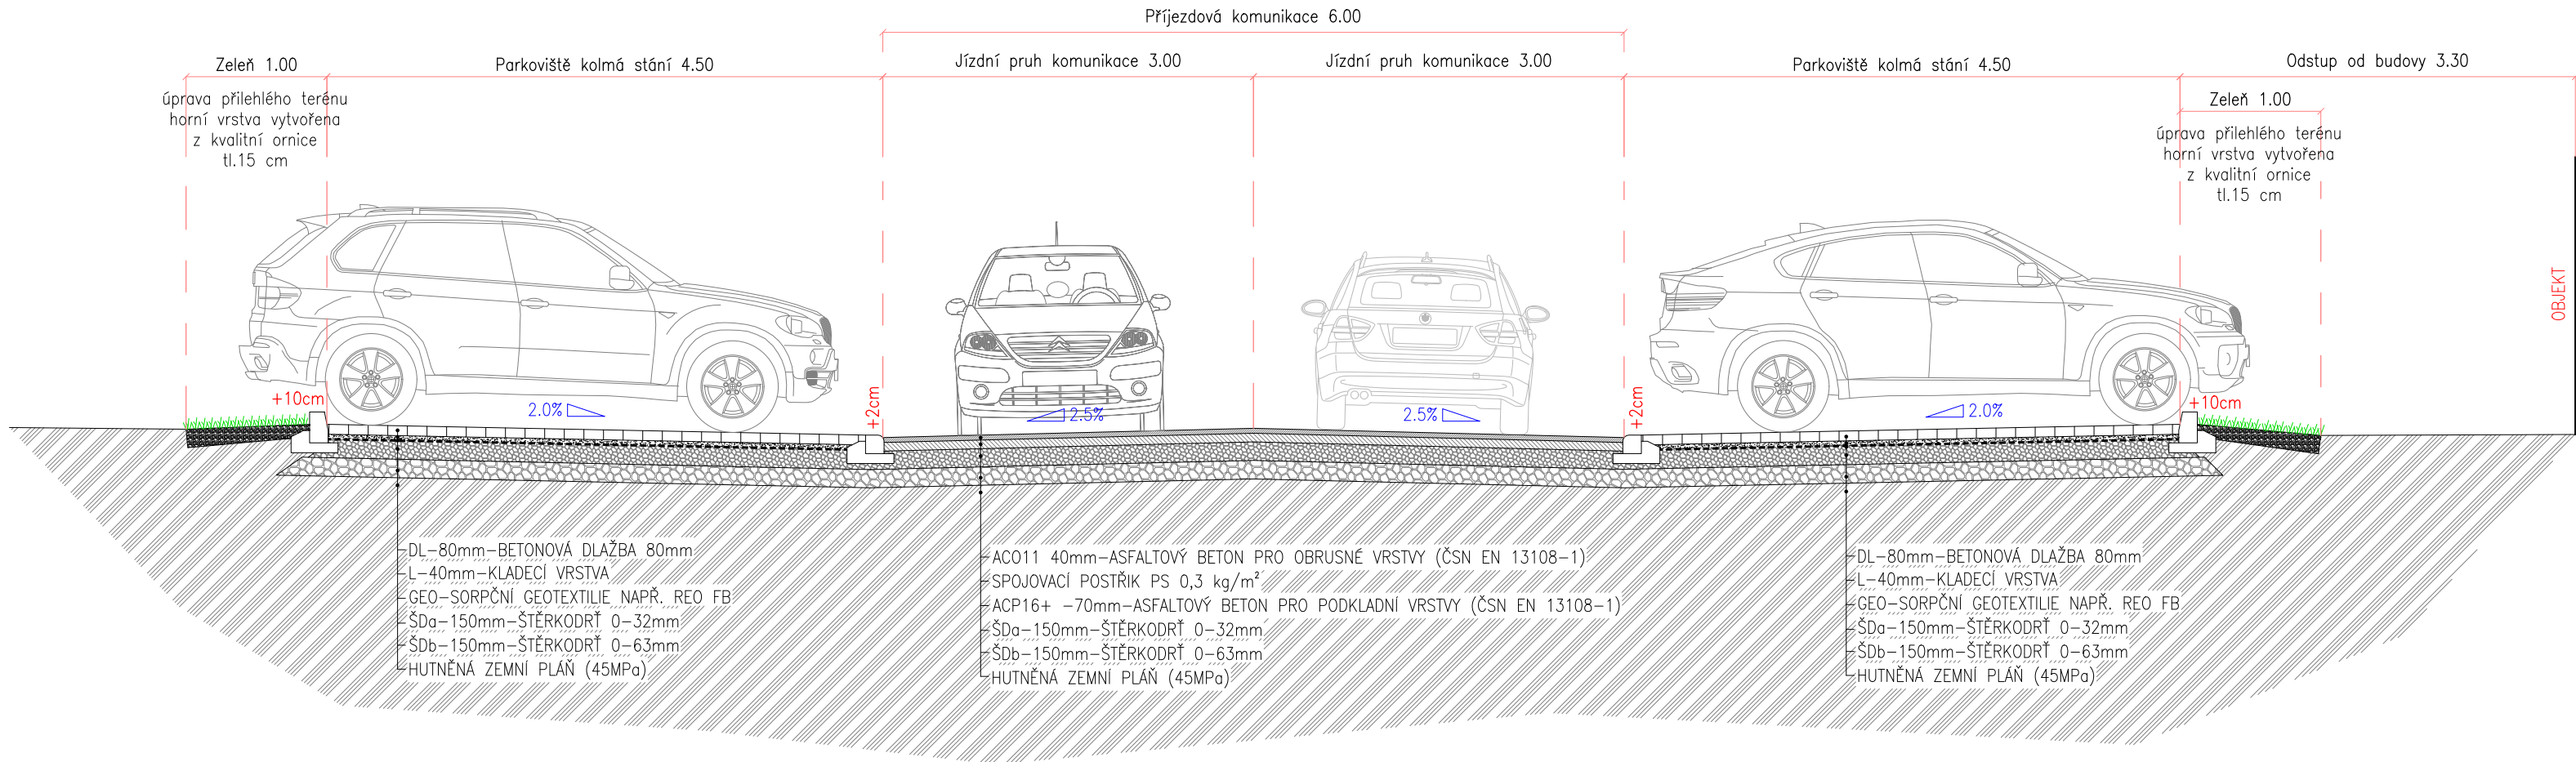 Příjezdová komunikace 6.00
Zeleň 1.00
Parkoviště kolmá stání 4.50
Jízdní pruh komunikace 3.00
Jízdní pruh komunikace 3.00
Parkoviště kolmá stání 4.50
Odstup od budovy 3.30
úprava přilehlého terénu
horní vrstva vytvořena
z kvalitní ornice
tl.15 cm
Zeleň 1.00
úprava přilehlého terénu
horní vrstva vytvořena
z kvalitní ornice
tl.15 cm
OBJEKT
+10cm
2.0%
+2cm
2.5%
2.5%
+2cm
2.0%
+10cm
DL-80mm-BETONOVÁ DLAŽBA 80mm
L-40mm-KLADECÍ VRSTVA
GEO-SORPČNÍ GEOTEXTILIE NAPŘ. REO FB
ŠDa-150mm-ŠTĚRKODRŤ 0-32mm
ŠDb-150mm-ŠTĚRKODRŤ 0-63mm
HUTNĚNÁ ZEMNÍ PLÁŇ (45MPa)
ACO11 40mm-ASFALTOVÝ BETON PRO OBRUSNÉ VRSTVY (ČSN EN 13108-1)
SPOJOVACÍ POSTŘIK PS 0,3 kg/m²
ACP16+ -70mm-ASFALTOVÝ BETON PRO PODKLADNÍ VRSTVY (ČSN EN 13108-1)
ŠDa-150mm-ŠTĚRKODRŤ 0-32mm
ŠDb-150mm-ŠTĚRKODRŤ 0-63mm
HUTNĚNÁ ZEMNÍ PLÁŇ (45MPa)
DL-80mm-BETONOVÁ DLAŽBA 80mm
L-40mm-KLADECÍ VRSTVA
GEO-SORPČNÍ GEOTEXTILIE NAPŘ. REO FB
ŠDa-150mm-ŠTĚRKODRŤ 0-32mm
ŠDb-150mm-ŠTĚRKODRŤ 0-63mm
HUTNĚNÁ ZEMNÍ PLÁŇ (45MPa)